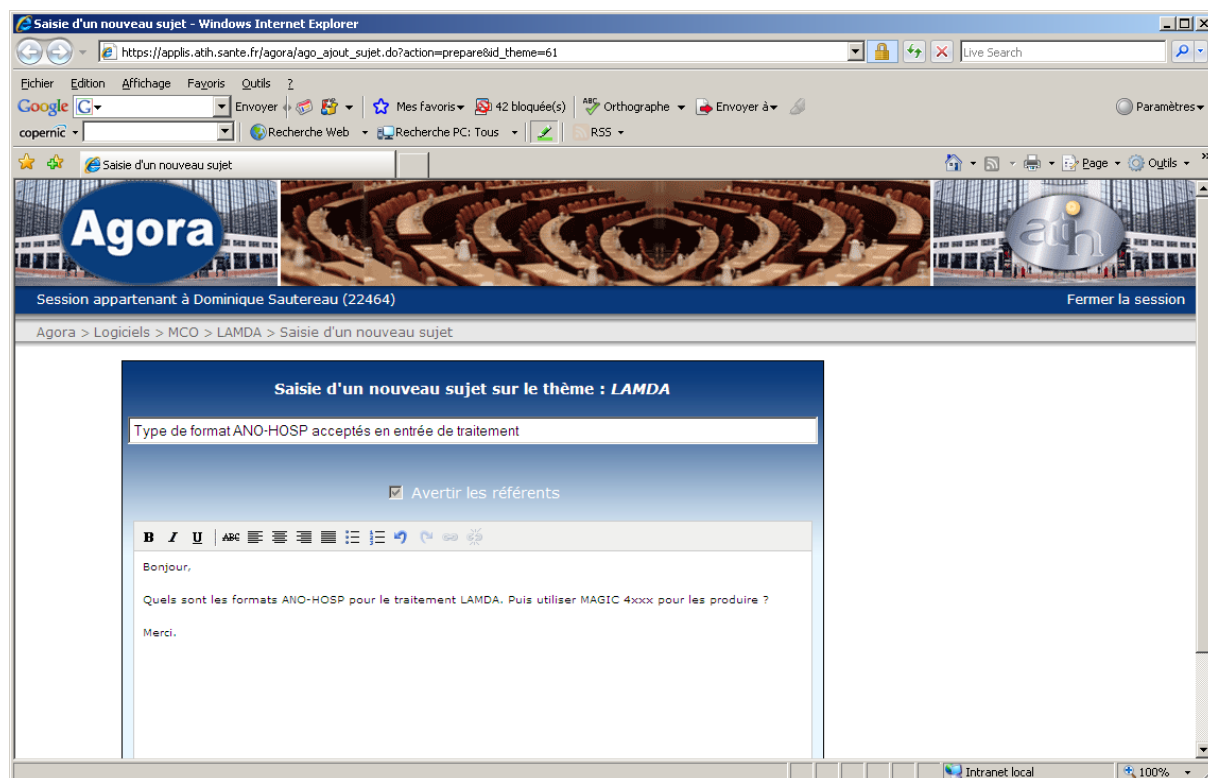 Saisie d'un nouveau sujet - Windows Internet Explorer
https://applis.atih.sante.fr/agora/ago_ajout_sujet.do?action=prepare&id_theme=61
Live Search
Fichier Edition Affichage Favoris Outils ?
Google G Envoyer Mes favoris 42 bloquée(s) ABC Orthographe Envoyer à Paramètres
copernic Recherche Web Recherche PC: Tous RSS
Saisie d'un nouveau sujet Page Outils »
Agora
atih
Session appartenant à Dominique Sautereau (22464) Fermer la session
Agora > Logiciels > MCO > LAMDA > Saisie d'un nouveau sujet
Saisie d'un nouveau sujet sur le thème : LAMDA
Type de format ANO-HOSP acceptés en entrée de traitement
Avertir les référents
B I U ABC
Bonjour,
Quels sont les formats ANO-HOSP pour le traitement LAMDA. Puis utiliser MAGIC 4xxx pour les produire ?
Merci.
Intranet local 100%